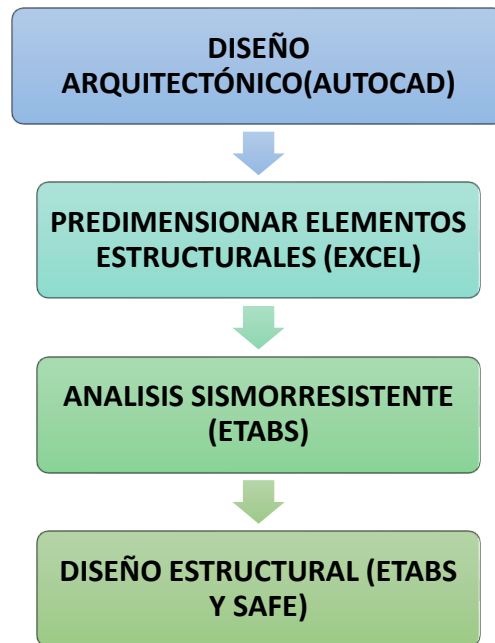 DISEÑO
ARQUITECTÓNICO(AUTOCAD)
PREDIMENSIONAR ELEMENTOS
ESTRUCTURALES (EXCEL)
ANALISIS SISMORRESISTENTE
(ETABS)
DISEÑO ESTRUCTURAL (ETABS
Y SAFE)